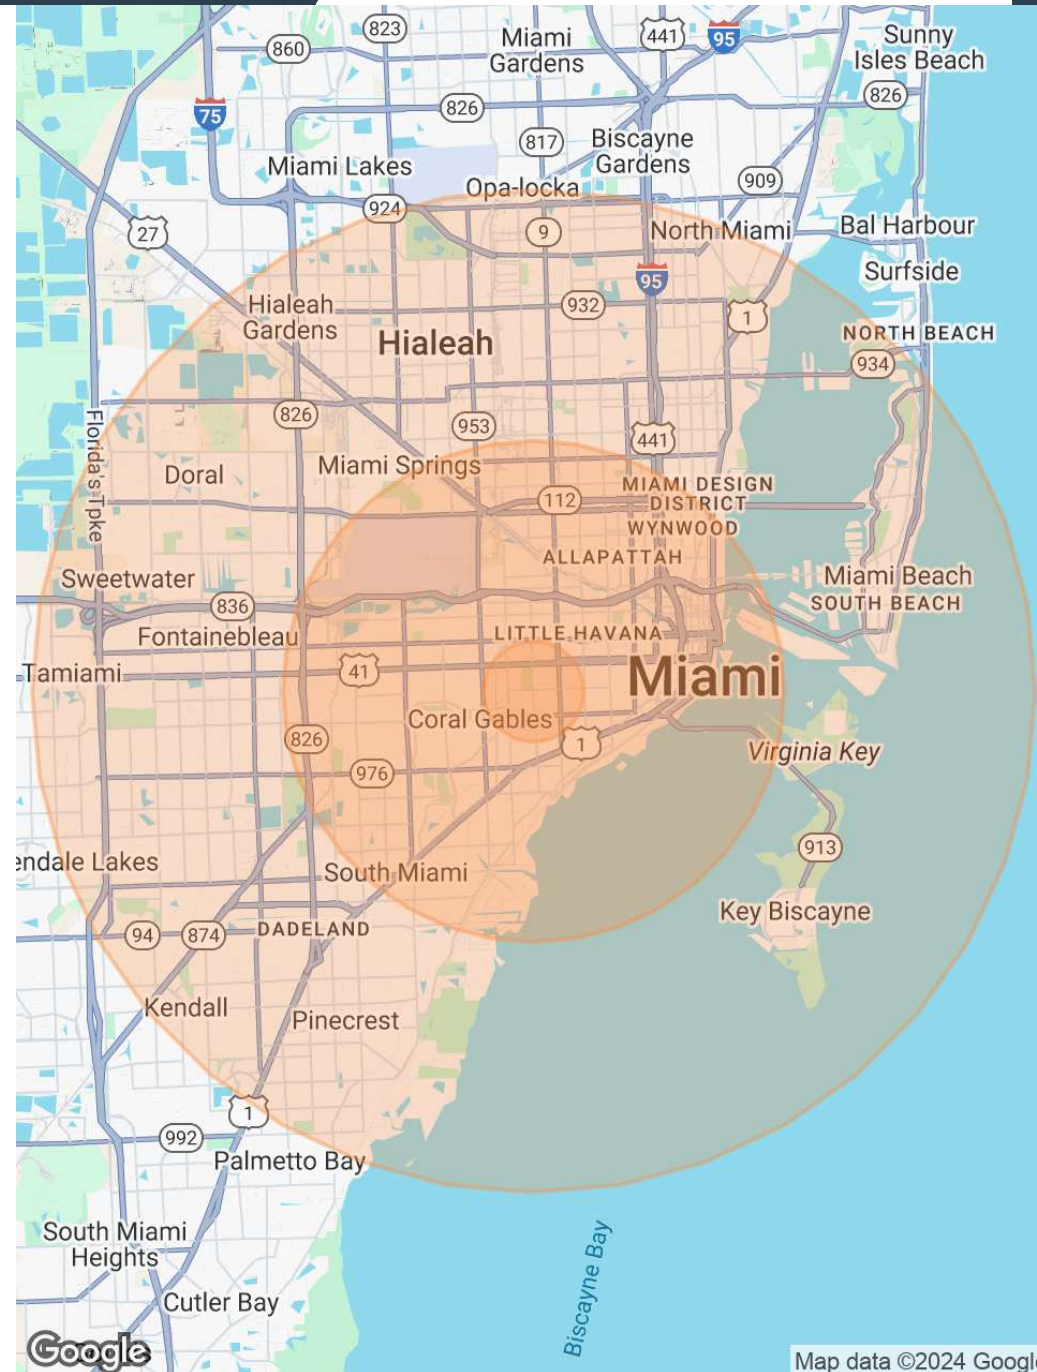 823
860
441
95
Miami
Gardens
Sunny
Isles Beach
826
75
826
817
Biscayne
Gardens
Miami Lakes
909
Opa-locka
924
27
9
North Miami
Bal Harbour
95
Surfside
Hialeah
Gardens
932
1
NORTH BEACH
Hialeah
934
826
953
441
Florida's Tpke
Doral
Miami Springs
MIAMI DESIGN
DISTRICT
112
WYNWOOD
ALLAPATTAH
Sweetwater
Miami Beach
836
SOUTH BEACH
Fontainebleau
LITTLE HAVANA
Tamiami
41
Miami
Coral Gables
826
1
Virginia Key
976
913
endale Lakes
South Miami
Key Biscayne
94
874
DADELAND
Kendall
Pinecrest
1
992
Palmetto Bay
South Miami
Heights
Biscayne Bay
Cutler Bay
Google
Map data ©2024 Googl